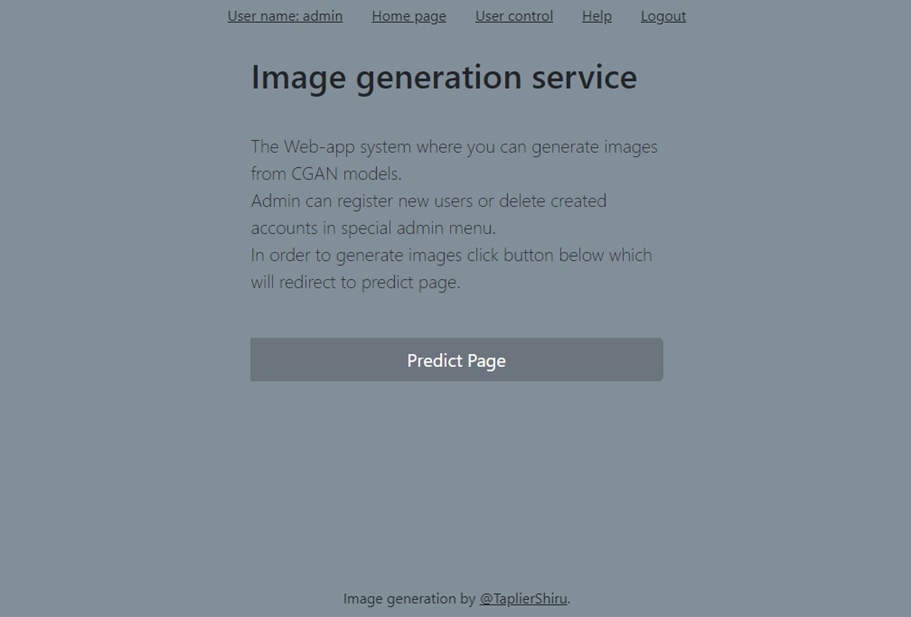 User name: admin Home page User control Help Logout
Image generation service
The Web-app system where you can generate images
from CGAN models.
Admin can register new users or delete created
accounts in special admin menu.
In order to generate images click button below which
will redirect to predict page.
Predict Page
Image generation by @TaplierShiru.